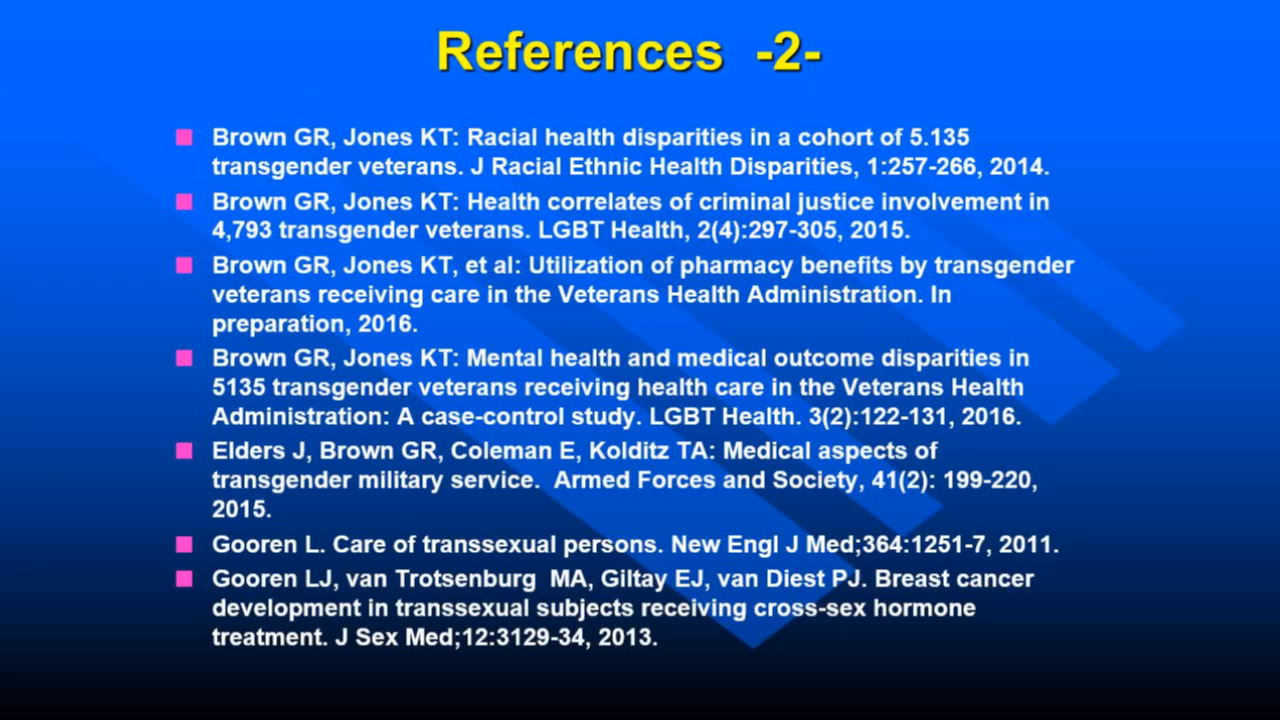 References -2-
Brown GR, Jones KT: Racial health disparities in a cohort of 5.135
transgender veterans. J Racial Ethnic Health Disparities, 1:257-266, 2014.
Brown GR, Jones KT: Health correlates of criminal justice involvement in
4,793 transgender veterans. LGBT Health, 2(4):297-305, 2015.
Brown GR, Jones KT, et al: Utilization of pharmacy benefits by transgender
veterans receiving care in the Veterans Health Administration. In
preparation, 2016.
Brown GR, Jones KT: Mental health and medical outcome disparities in
5135 transgender veterans receiving health care in the Veterans Health
Administration: A case-control study. LGBT Health. 3(2):122-131, 2016.
Elders J, Brown GR, Coleman E, Kolditz TA: Medical aspects of
transgender military service. Armed Forces and Society, 41(2): 199-220,
2015.
Gooren L. Care of transsexual persons. New Engl J Med;364:1251-7, 2011.
Gooren LJ, van Trotsenburg MA, Giltay EJ, van Diest PJ. Breast cancer
development in transsexual subjects receiving cross-sex hormone
treatment. J Sex Med;12:3129-34, 2013.